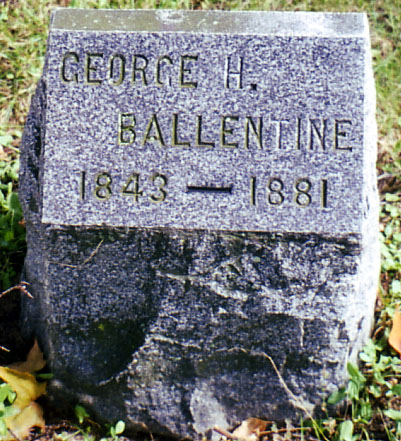 GEORGE H.
BALLENTINE
1843 — 1881